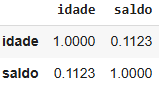 idade saldo
idade 1.0000 0.1123
saldo 0.1123 1.0000